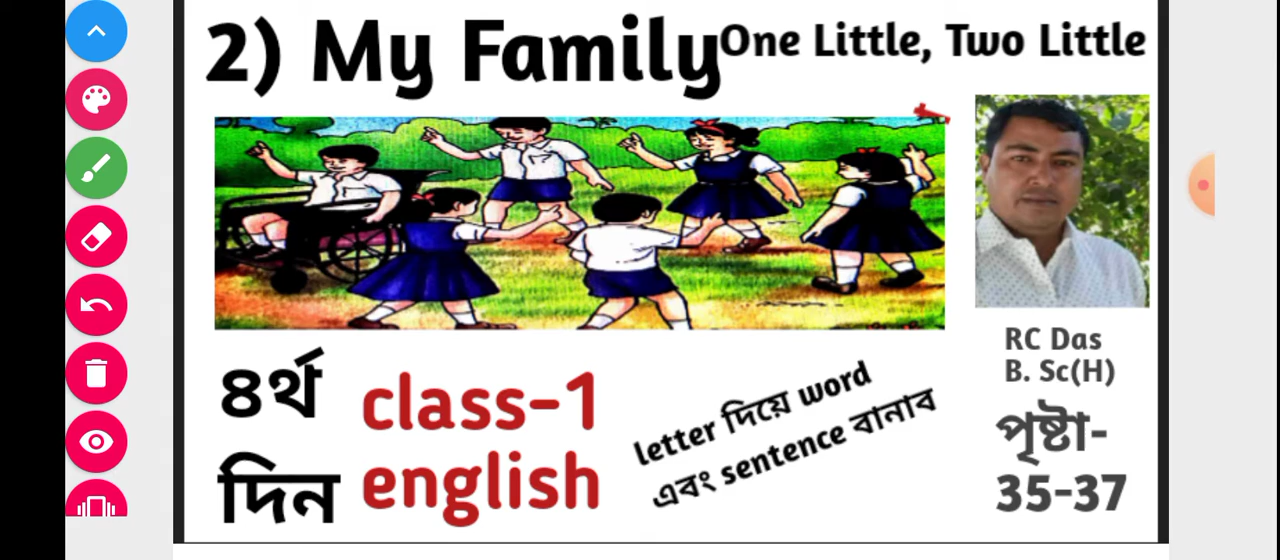 2) My Family
One Little, Two Little
RC Das
B. Sc(H)
পৃষ্টা-
35-37
৪র্থ
দিন
class-1
english
letter দিয়ে word
এবং sentence বানাব